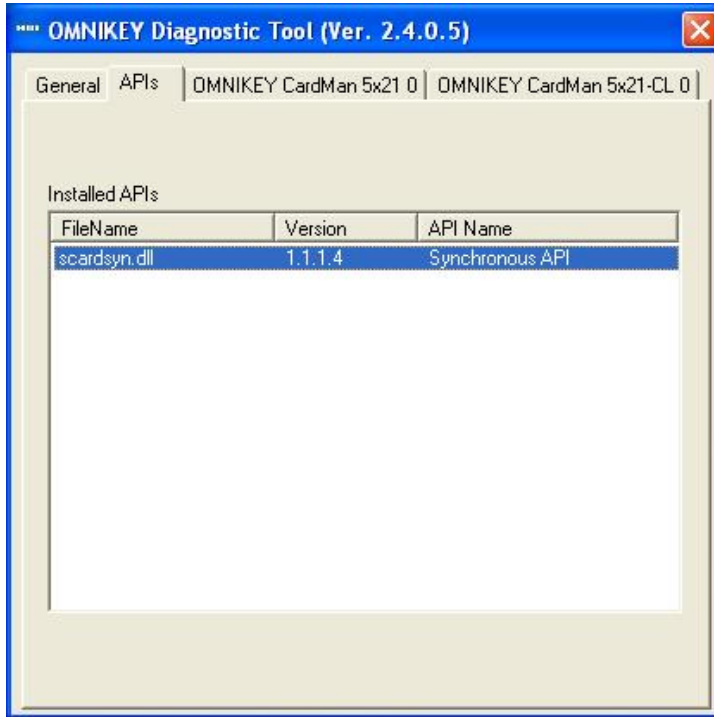 OMNIKEY Diagnostic Tool (Ver. 2.4.0.5)
General APIs OMNIKEY CardMan 5x21 0 OMNIKEY CardMan 5x21-CL 0
Installed APIs
FileName Version API Name
scardsyn.dll 1.1.1.4 Synchronous API